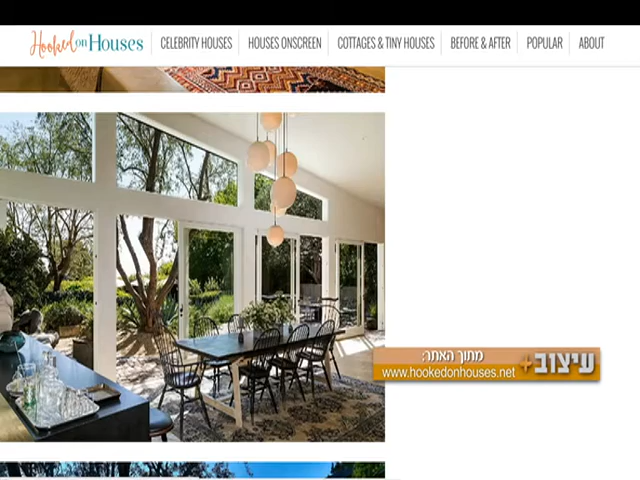 Hooked on Houses
CELEBRITY HOUSES
HOUSES ONSCREEN
COTTAGES & TINY HOUSES
BEFORE & AFTER
POPULAR
ABOUT
מתוך האתר:
www.hookedonhouses.net
עיצוב+